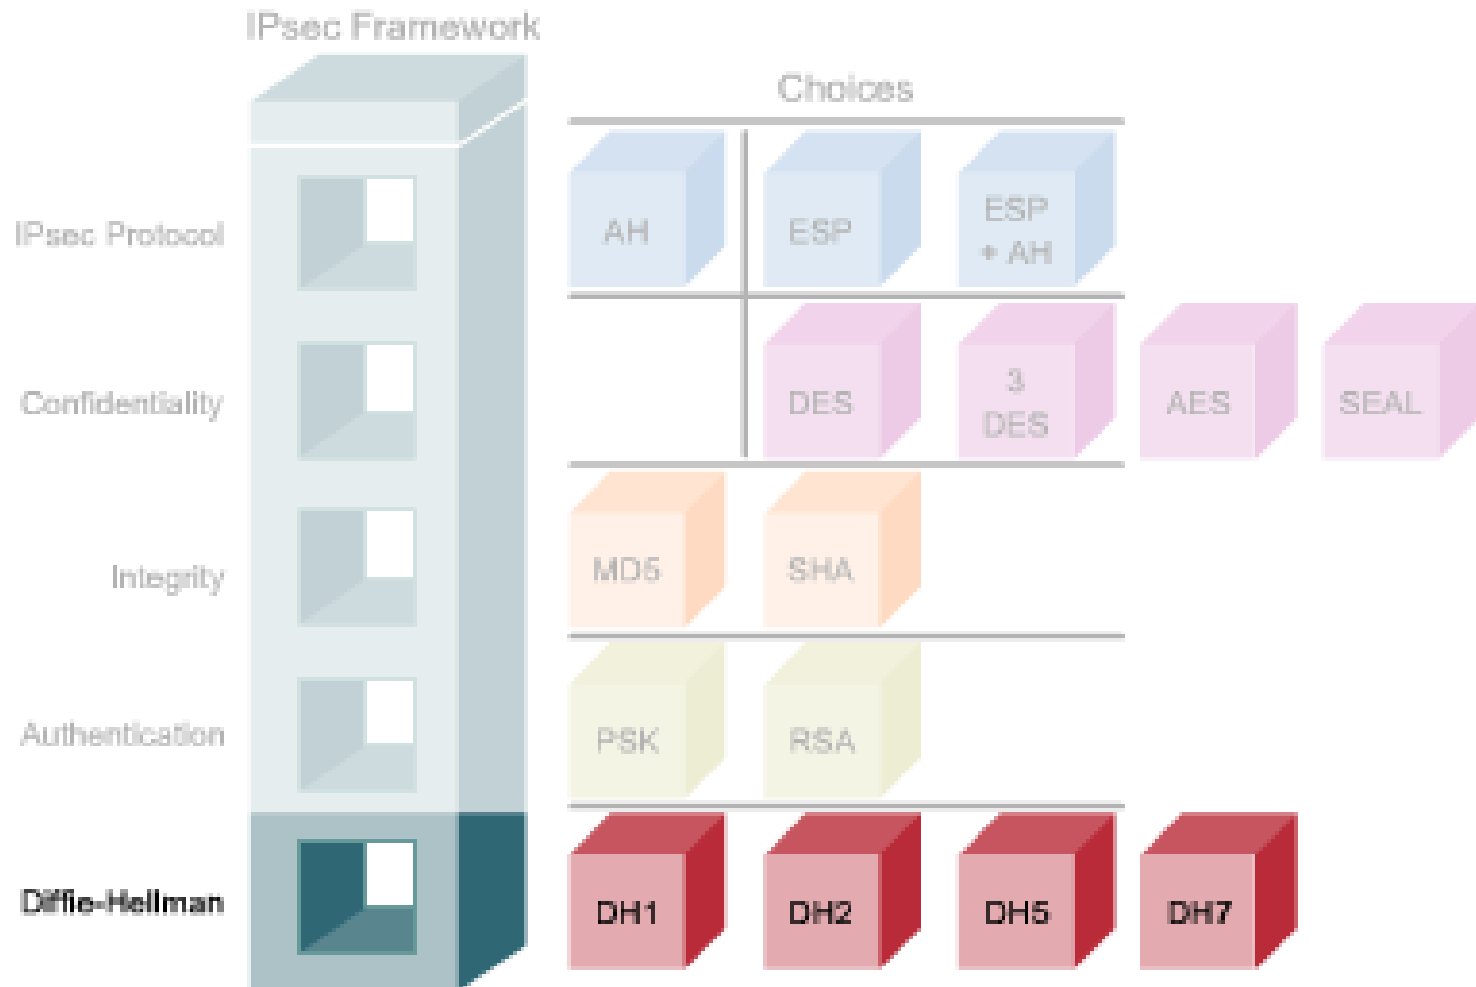 IPsec Framework
Choices
IPsec Protocol
AH
ESP
ESP
+ AH
Confidentiality
DES
3
DES
AES
SEAL
Integrity
MD5
SHA
Authentication
PSK
RSA
Diffie-Hellman
DH1
DH2
DH5
DH7